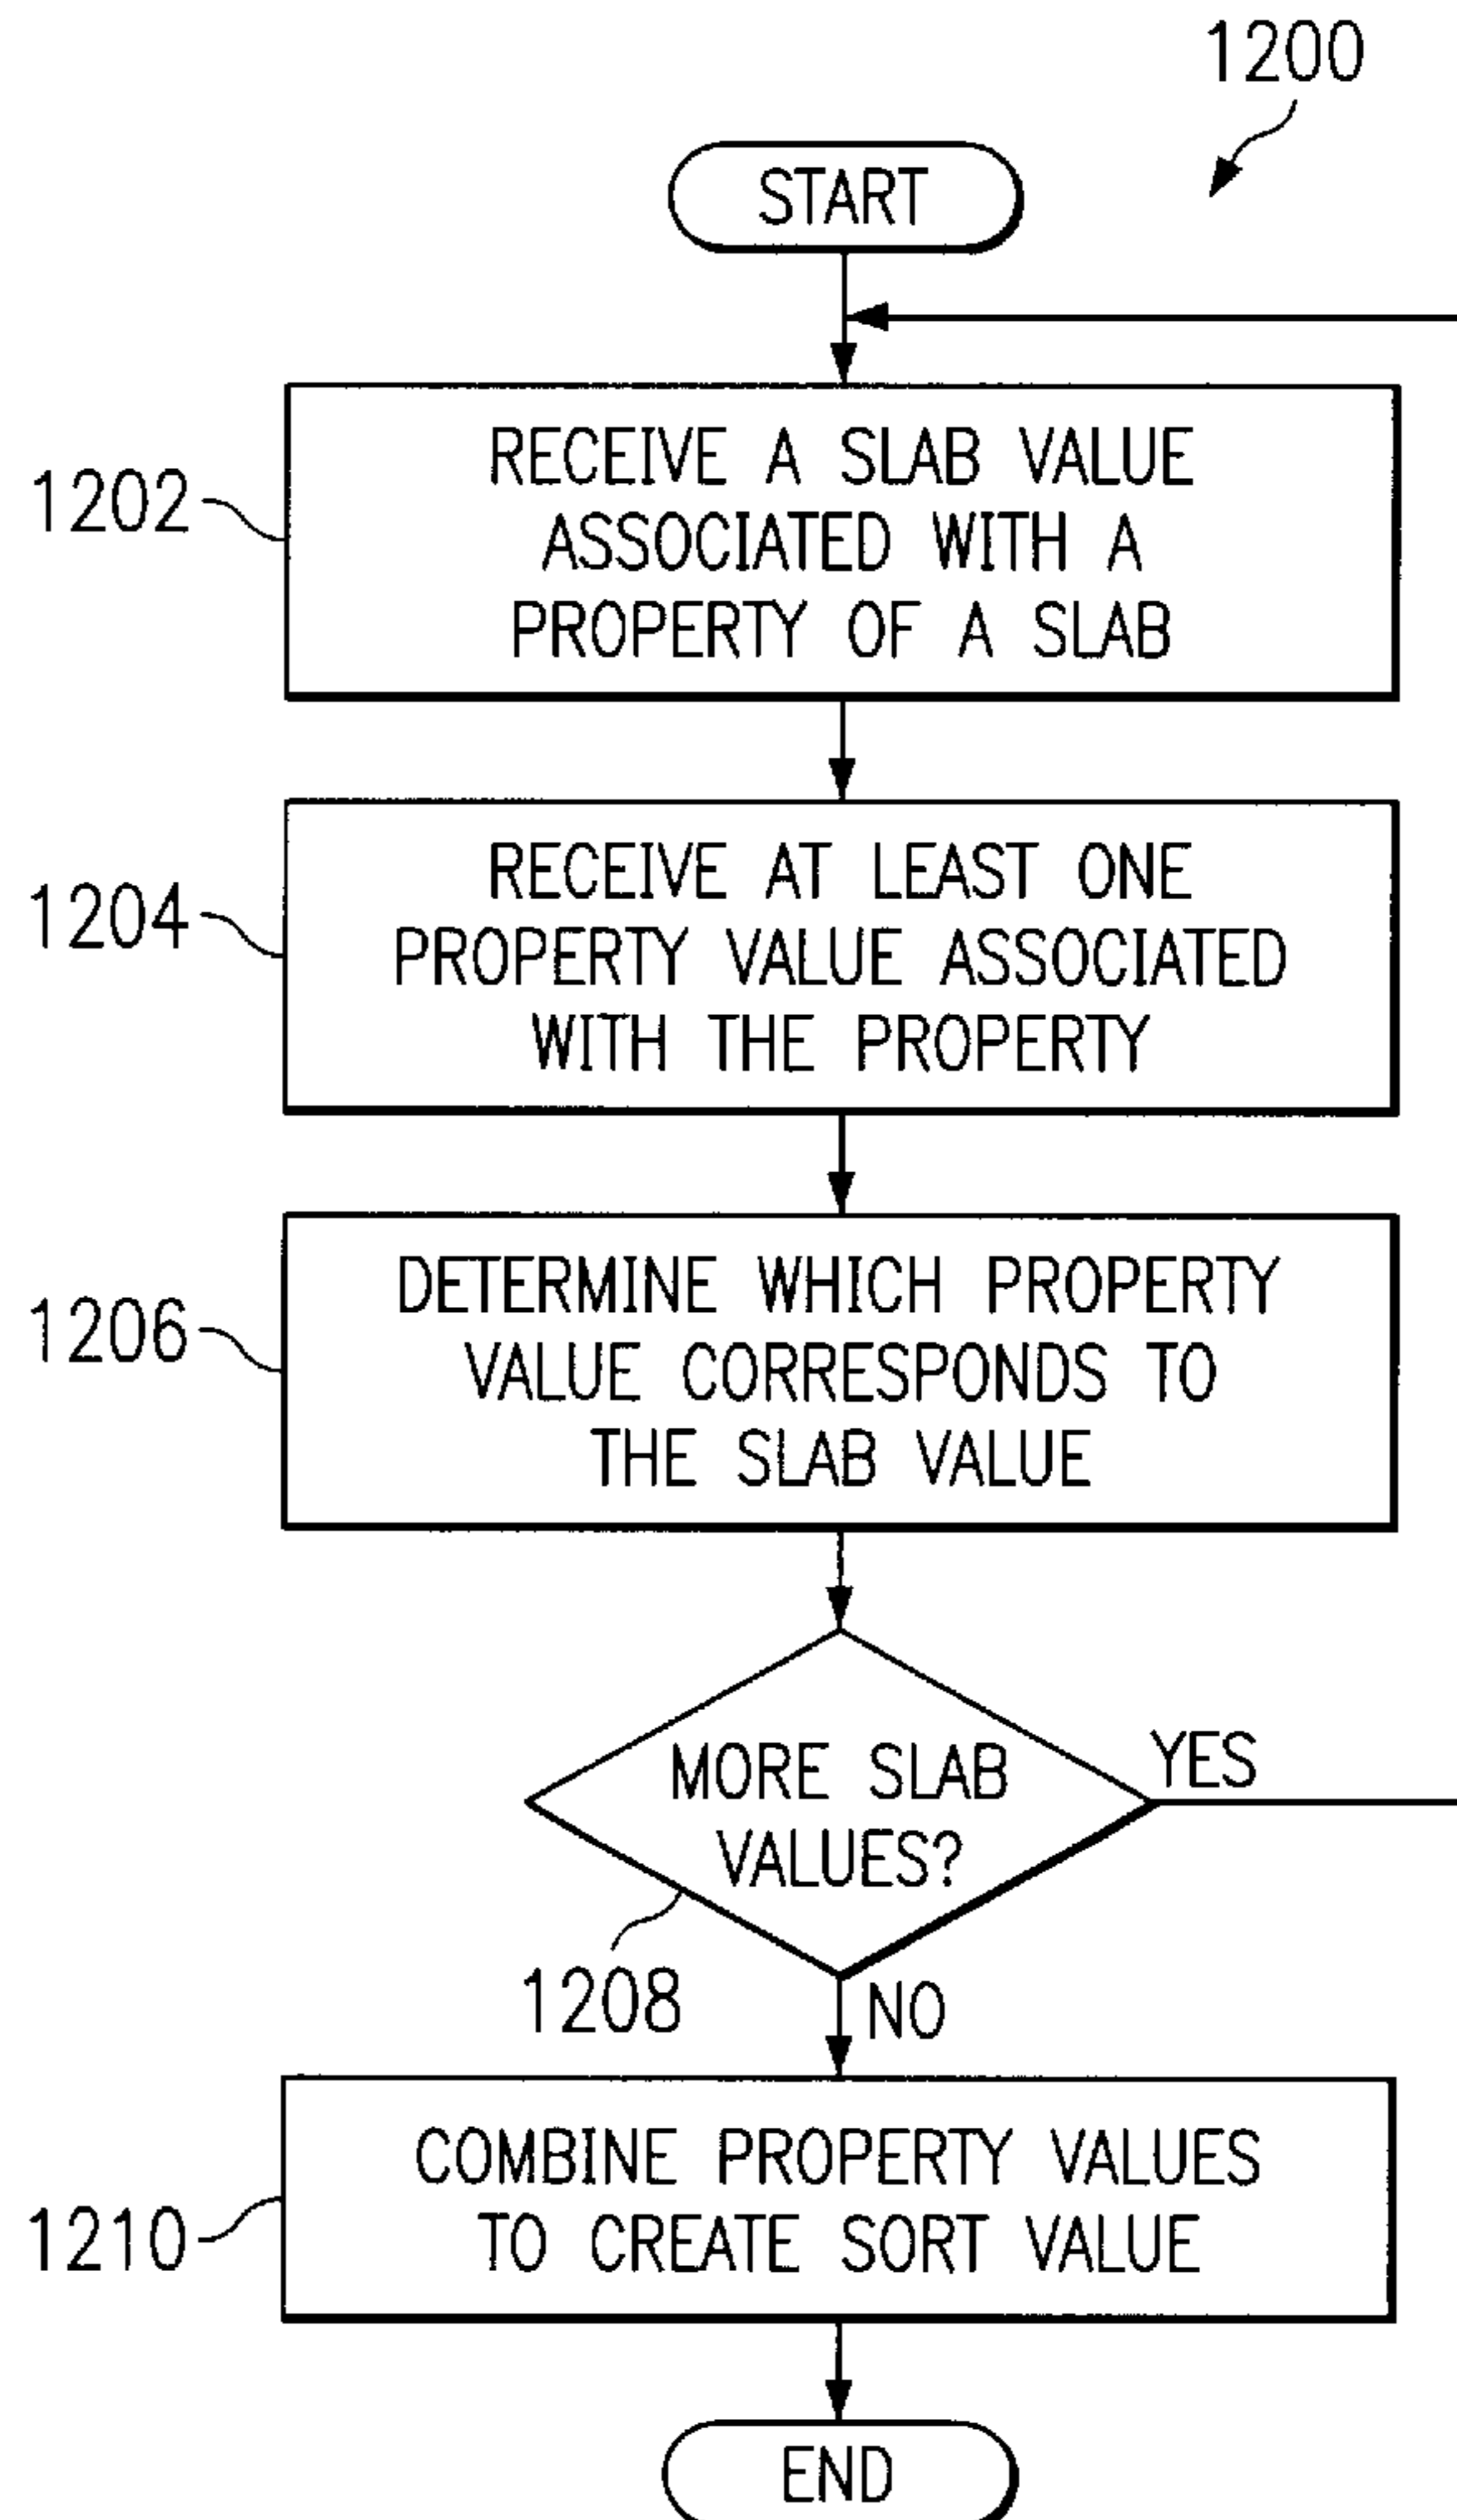 1200
START
1202
RECEIVE A SLAB VALUE
ASSOCIATED WITH A
PROPERTY OF A SLAB
1204
RECEIVE AT LEAST ONE
PROPERTY VALUE ASSOCIATED
WITH THE PROPERTY
1206
DETERMINE WHICH PROPERTY
VALUE CORRESPONDS TO
THE SLAB VALUE
MORE SLAB
VALUES?
YES
1208
NO
1210
COMBINE PROPERTY VALUES
TO CREATE SORT VALUE
END